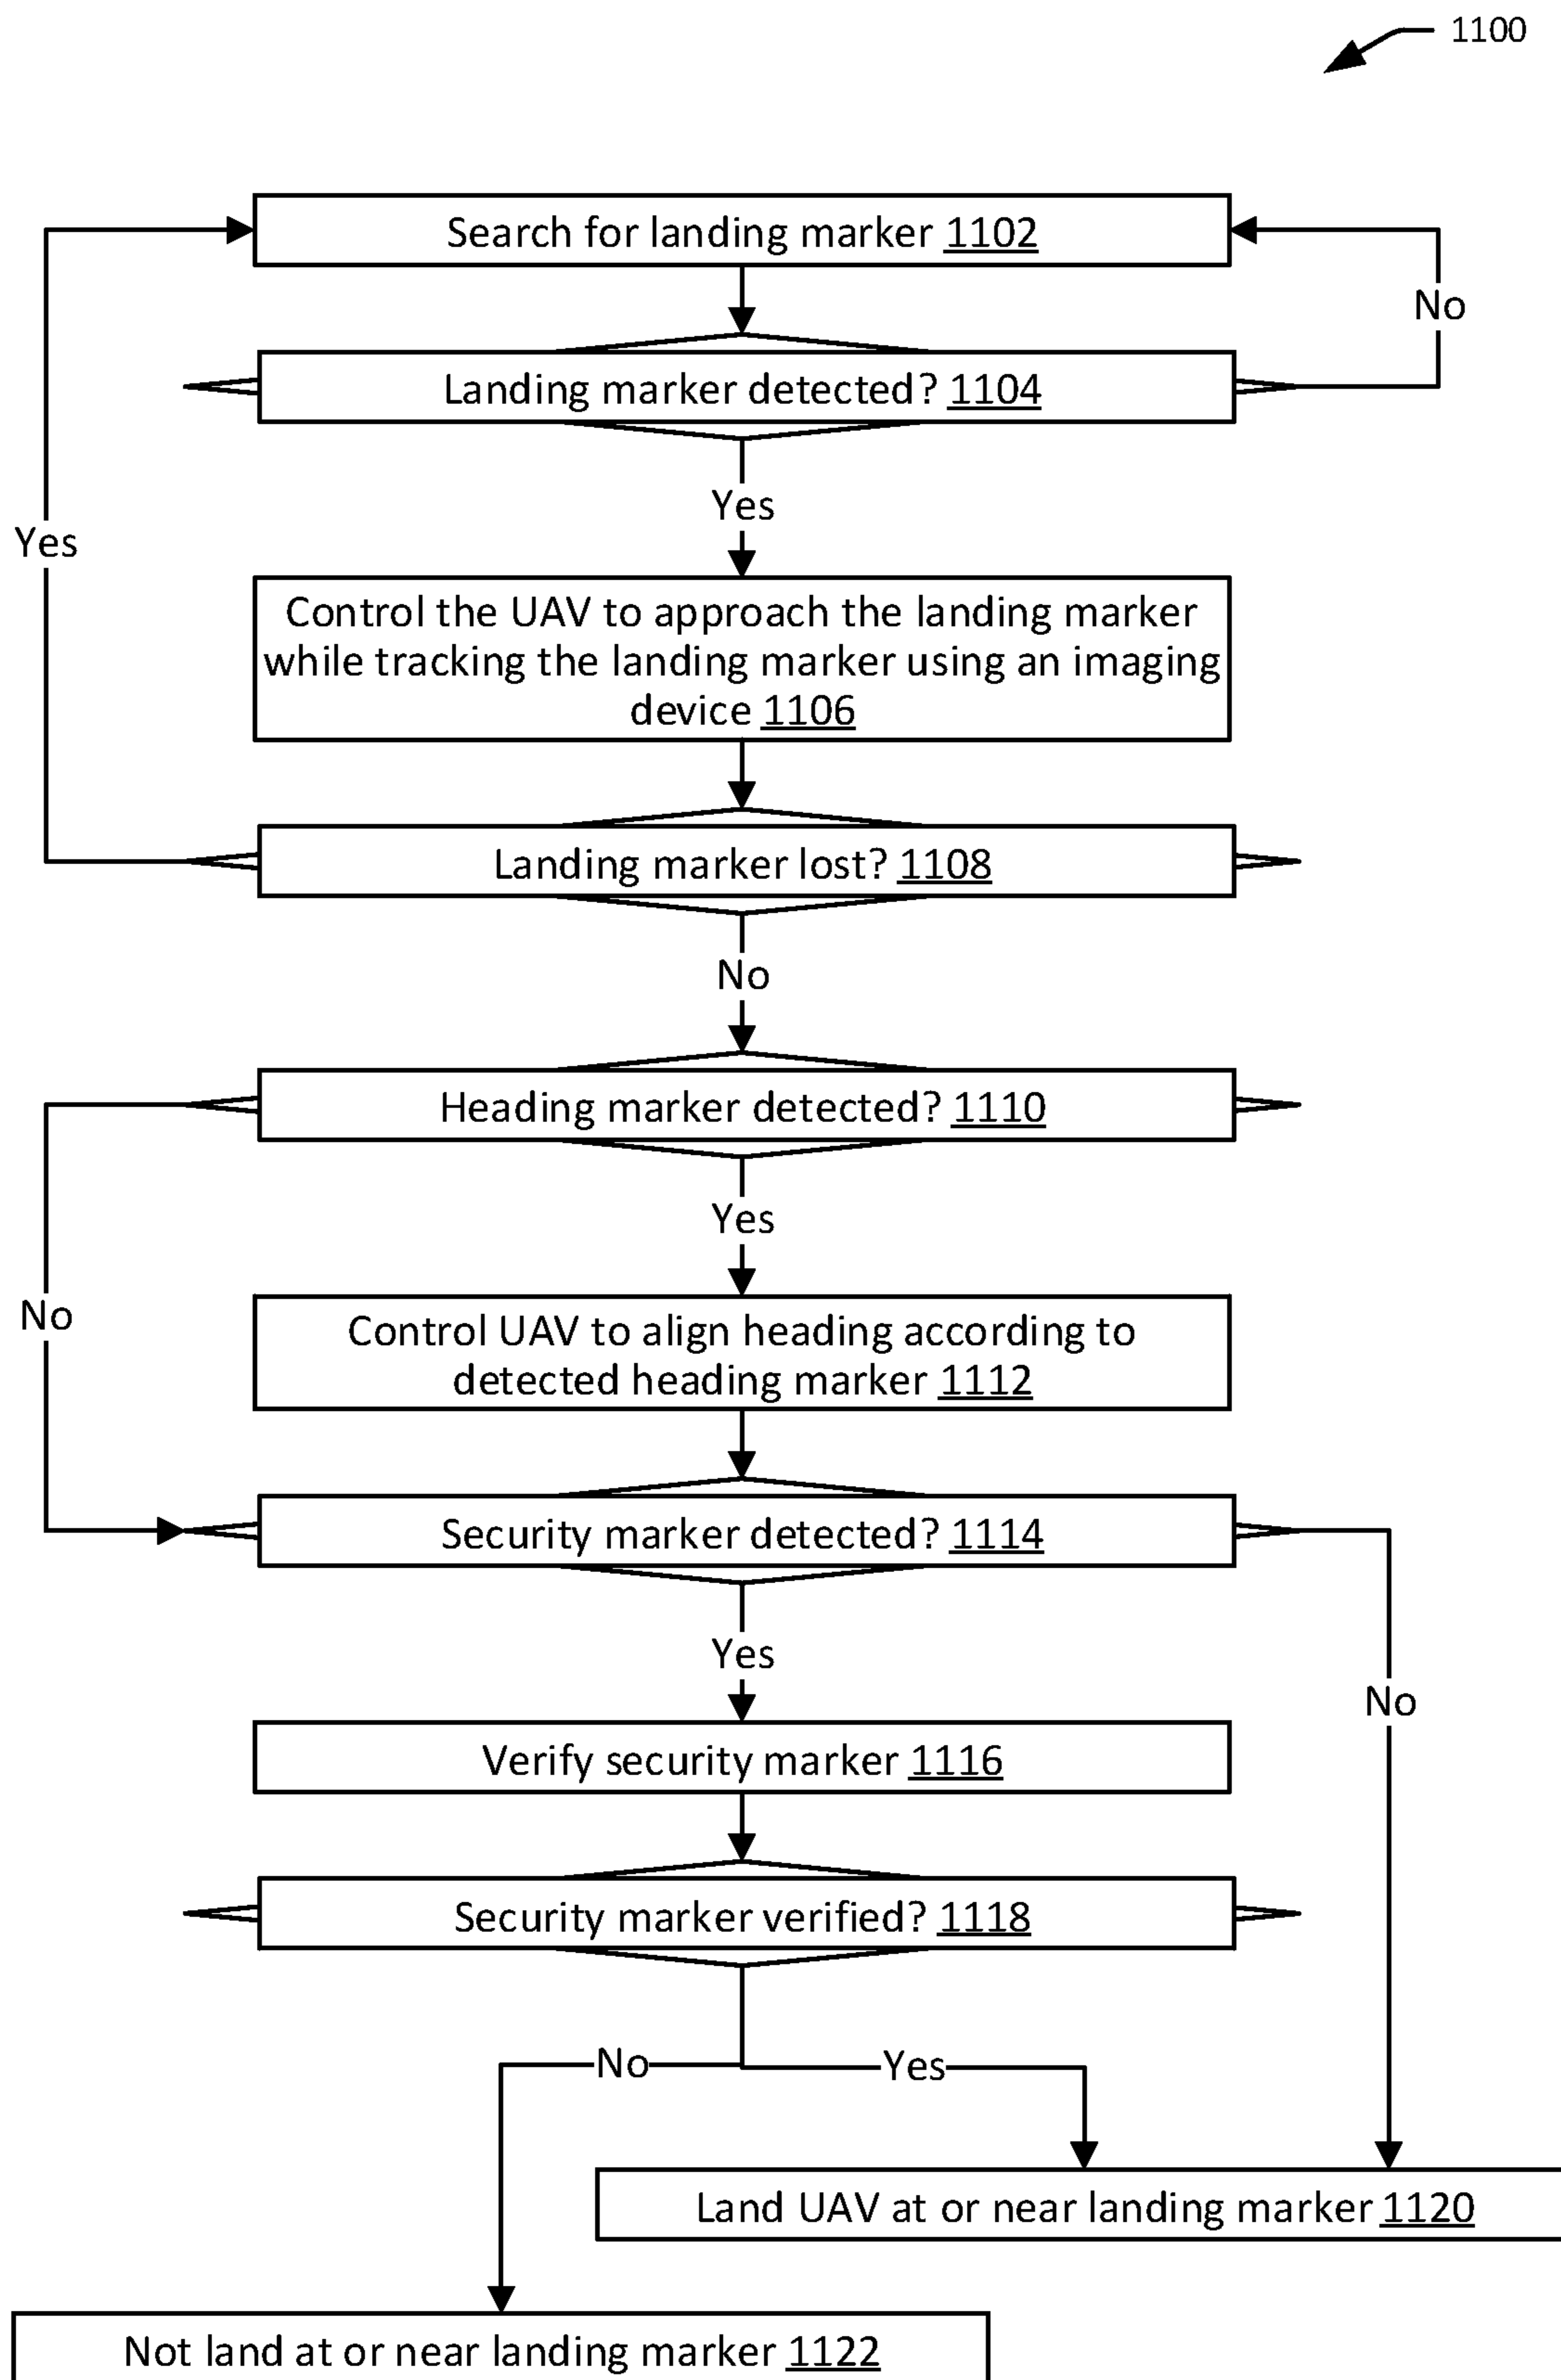 1100
Search for landing marker 1102
No
Landing marker detected? 1104
Yes
Yes
Control the UAV to approach the landing marker
while tracking the landing marker using an imaging
device 1106
Landing marker lost? 1108
No
Heading marker detected? 1110
Yes
No
Control UAV to align heading according to
detected heading marker 1112
Security marker detected? 1114
Yes
No
Verify security marker 1116
Security marker verified? 1118
No
Yes
Land UAV at or near landing marker 1120
Not land at or near landing marker 1122